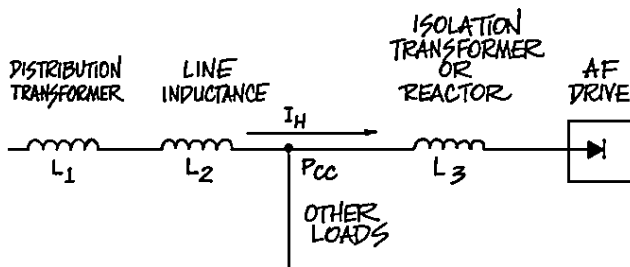 DISTRIBUTION
TRANSFORMER
LINE
INDUCTANCE
ISOLATION
TRANSFORMER
OR
REACTOR
AF
DRIVE
I_H
L_1
L_2
P_CC
L_3
OTHER
LOADS